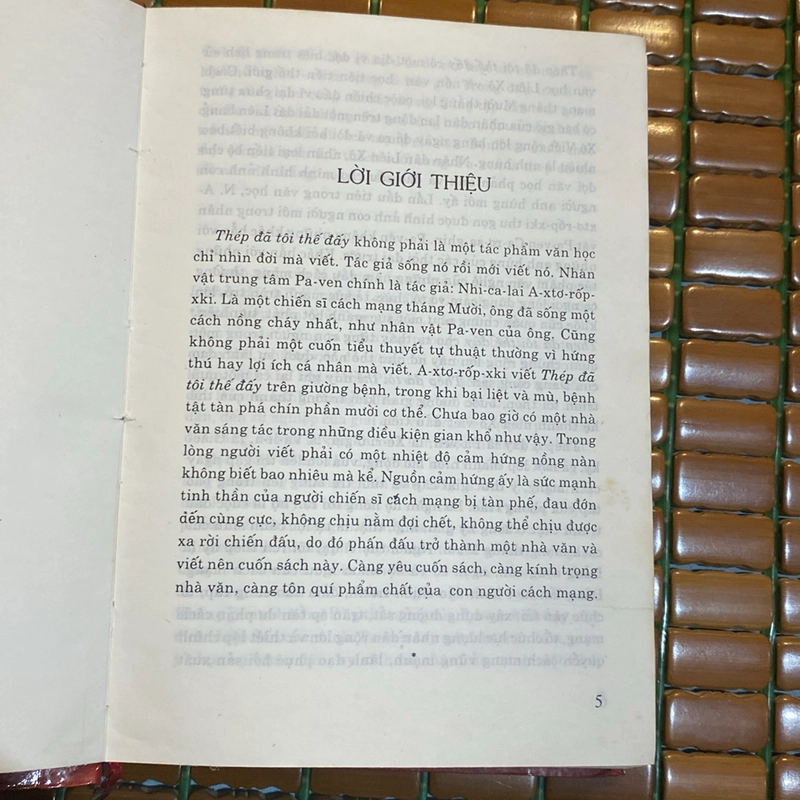 LỜI GIỚI THIỆU
Thép đã tôi thế đấy không phải là một tác phẩm văn học
chỉ nhìn đời mà viết. Tác giả sống nó rồi mới viết nó. Nhân
vật trung tâm Pa-ven chính là tác giả: Nhi-ca-lai A-xtơ-rốp-
xki. Là một chiến sĩ cách mạng tháng Mười, ông đã sống một
cách nồng cháy nhất, như nhân vật Pa-ven của ông. Cũng
không phải một cuốn tiểu thuyết tự thuật thường vì hứng
thú hay lợi ích cá nhân mà viết. A-xtơ-rốp-xki viết Thép đã
tôi thế đấy trên giường bệnh, trong khi bại liệt và mù, bệnh
tật tàn phá chín phần mười cơ thể. Chưa bao giờ có một nhà
văn sáng tác trong những điều kiện gian khổ như vậy. Trong
lòng người viết phải có một nhiệt độ cảm hứng nồng nàn
không biết bao nhiêu mà kể. Nguồn cảm hứng ấy là sức mạnh
tinh thần của người chiến sĩ cách mạng bị tàn phế, đau đớn
đến cùng cực, không chịu nằm đợi chết, không thể chịu được
xa rời chiến đấu, do đó phấn đấu trở thành một nhà văn và
viết nên cuốn sách này. Càng yêu cuốn sách, càng kính trọng
nhà văn, càng tôn quí phẩm chất của con người cách mạng.
5